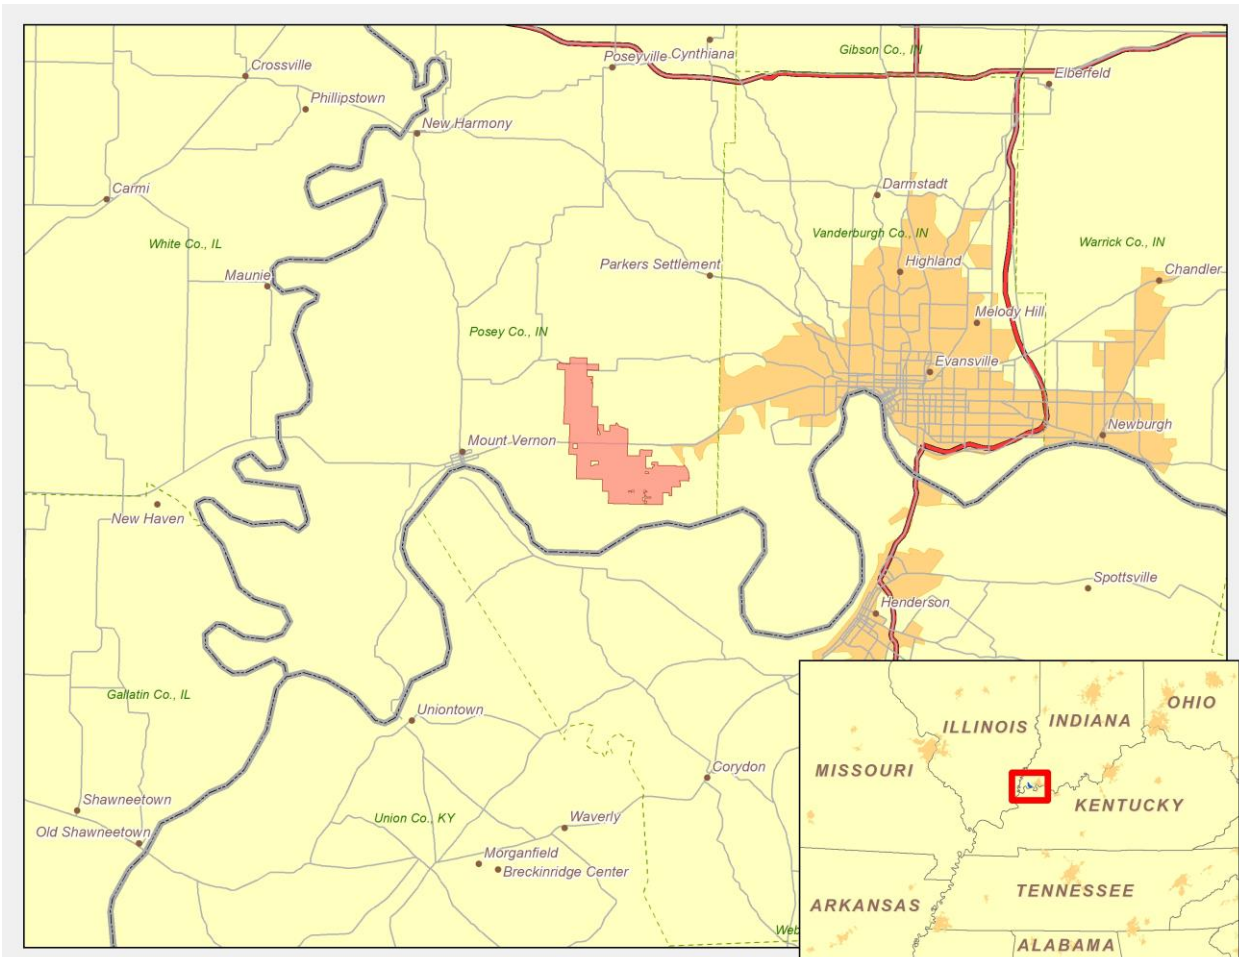 Gibson Co., IN
Poseyville
Cynthiana
Crossville
Elberfeld
Phillipstown
New Harmony
Carmi
Darmstadt
White Co., IL
Vanderburgh Co., IN
Warrick Co., IN
Maunie
Parkers Settlement
Highland
Chandler
Posey Co., IN
Melody Hill
Evansville
Mount Vernon
Newburgh
New Haven
Spottsville
Henderson
Gallatin Co., IL
Uniontown
Corydon
Shawneetown
Old Shawneetown
Union Co., KY
Waverly
Morganfield
Breckinridge Center
Web
ILLINOIS
INDIANA
OHIO
MISSOURI
KENTUCKY
TENNESSEE
ARKANSAS
ALABAMA